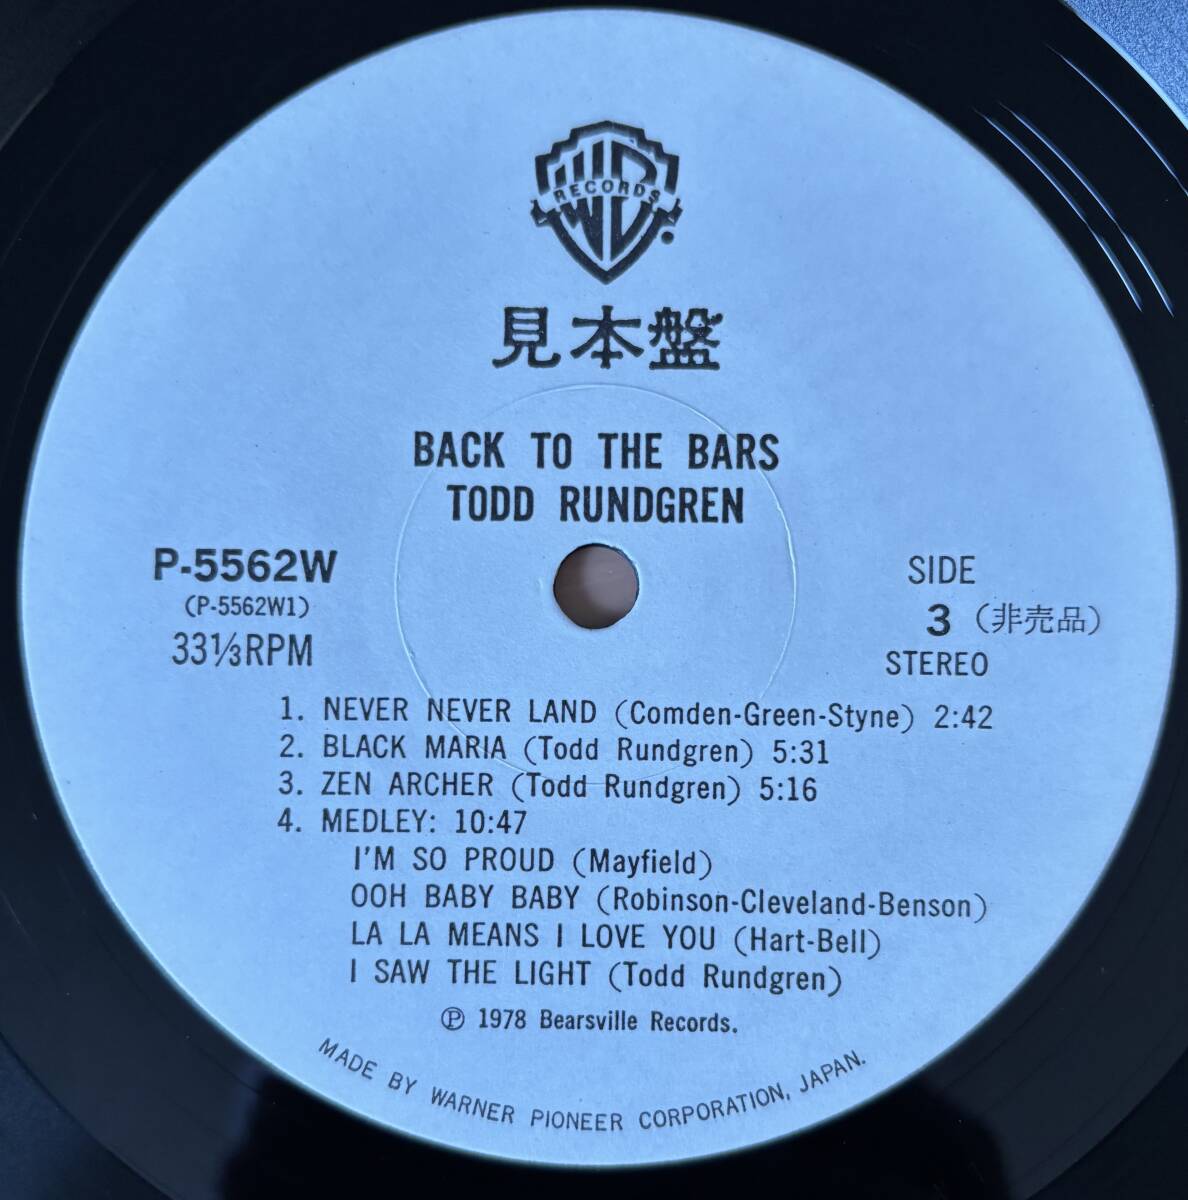 RECORDS
見本盤
BACK TO THE BARS
TODD RUNDGREN
P-5562W
(P-5562W1)
33⅓RPM
SIDE
3 (非売品)
STEREO
1. NEVER NEVER LAND (Comden-Green-Styne) 2:42
2. BLACK MARIA (Todd Rundgren) 5:31
3. ZEN ARCHER (Todd Rundgren) 5:16
4. MEDLEY: 10:47
I'M SO PROUD (Mayfield)
OOH BABY BABY (Robinson-Cleveland-Benson)
LA LA MEANS I LOVE YOU (Hart-Bell)
I SAW THE LIGHT (Todd Rundgren)
Ⓟ 1978 Bearsville Records.
MADE BY WARNER PIONEER CORPORATION, JAPAN.